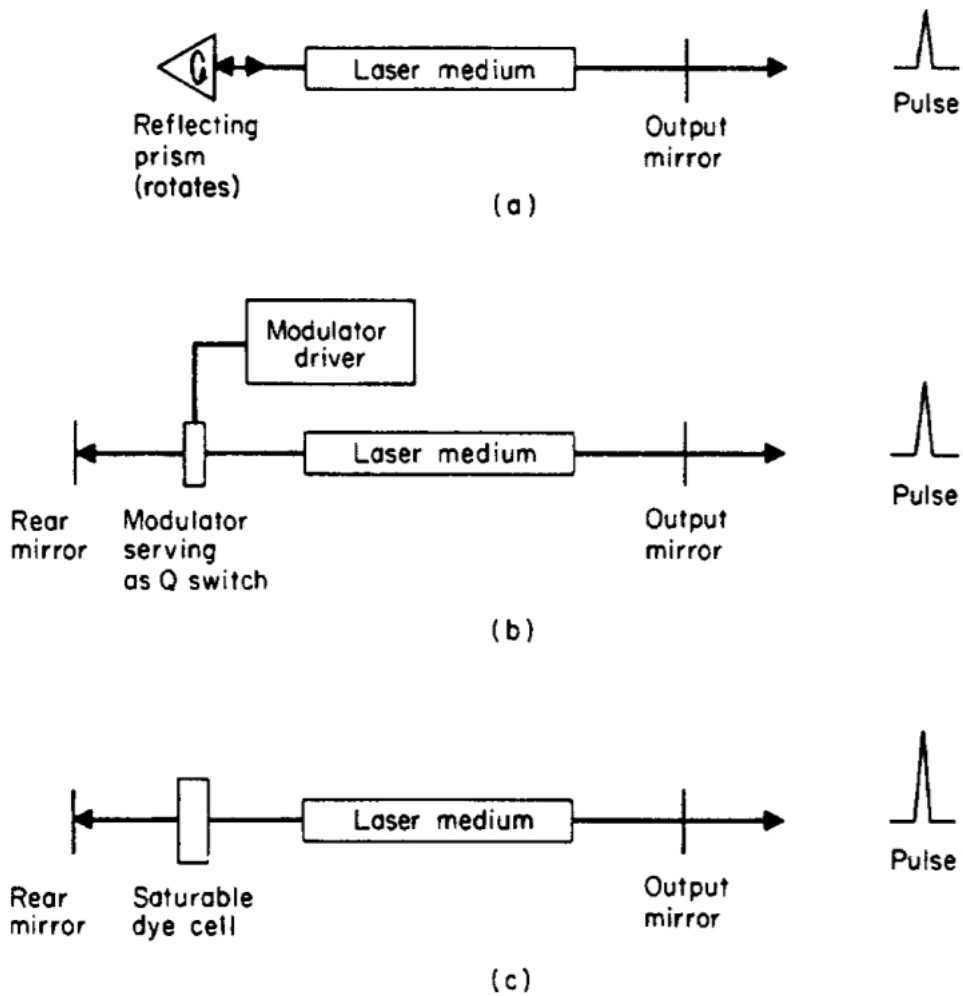 Laser medium
Pulse
Reflecting
prism
(rotates)
Output
mirror
(a)
Modulator
driver
Laser medium
Pulse
Rear
mirror
Modulator
serving
as Q switch
Output
mirror
(b)
Laser medium
Pulse
Rear
mirror
Saturable
dye cell
Output
mirror
(c)